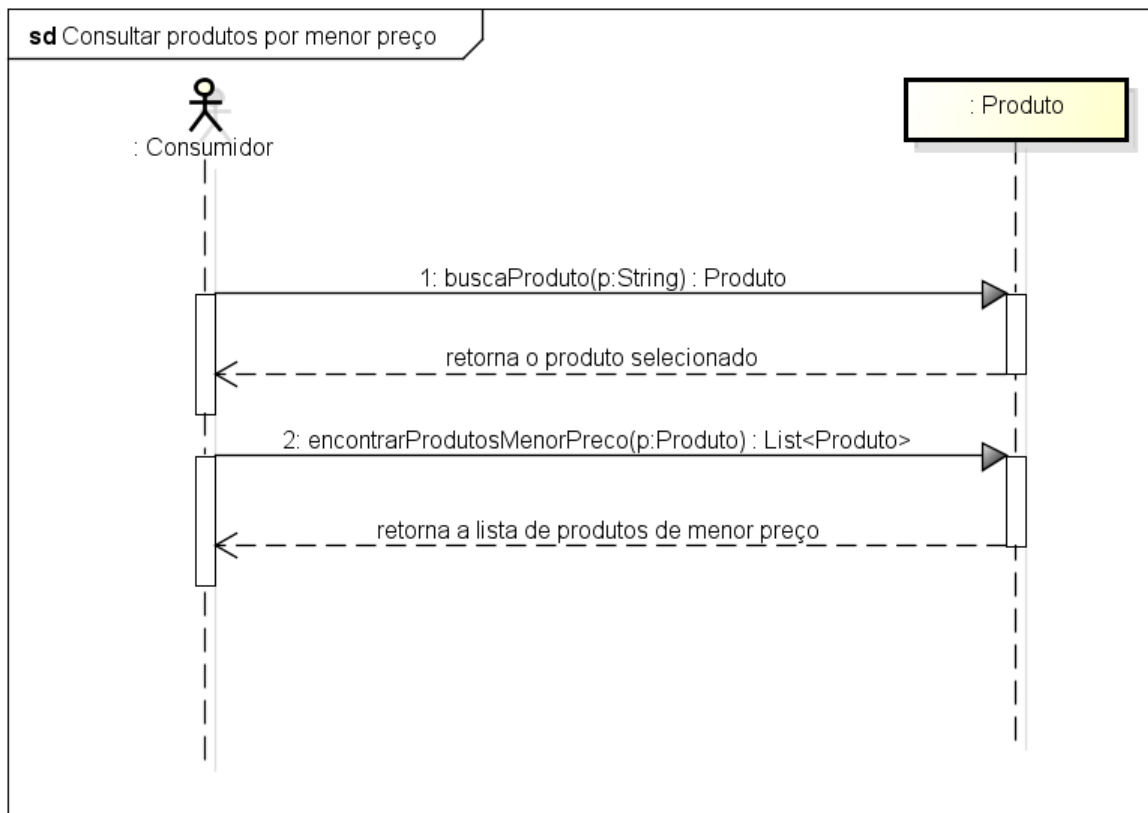 sd Consultar produtos por menor preço
: Consumidor
: Produto
1: buscaProduto(p:String) : Produto
retorna o produto selecionado
2: encontrarProdutosMenorPreco(p:Produto) : List<Produto>
retorna a lista de produtos de menor preço